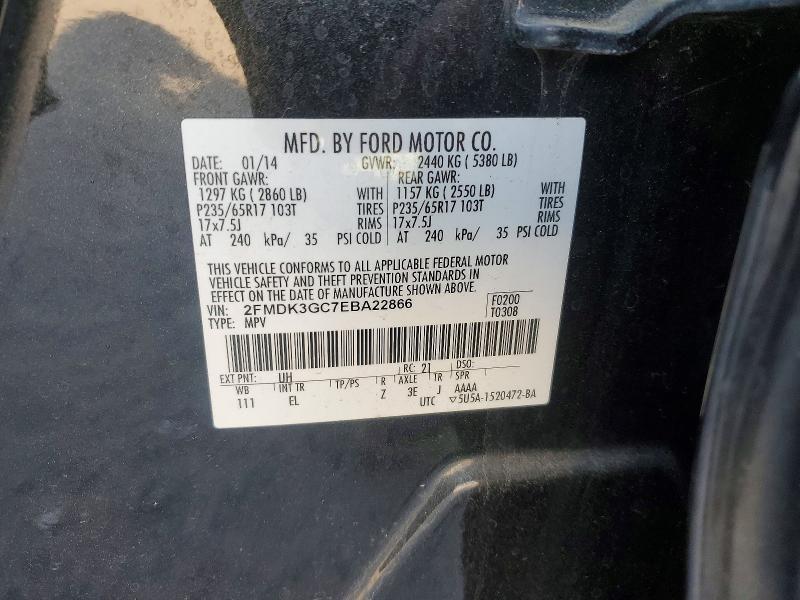 MFD. BY FORD MOTOR CO.
DATE: 01/14 GVWR: 2440 KG ( 5380 LB)
FRONT GAWR: REAR GAWR:
1297 KG ( 2860 LB) WITH 1157 KG ( 2550 LB) WITH
P235/65R17 103T TIRES P235/65R17 103T TIRES
17x7.5J RIMS 17x7.5J RIMS
AT 240 kPa/ 35 PSI COLD AT 240 kPa/ 35 PSI COLD
THIS VEHICLE CONFORMS TO ALL APPLICABLE FEDERAL MOTOR
VEHICLE SAFETY AND THEFT PREVENTION STANDARDS IN
EFFECT ON THE DATE OF MANUFACTURE SHOWN ABOVE.
VIN: 2FMDK3GC7EBA22866 F0200
TYPE: MPV T0308
EXT PNT: UH RC: 21 DSO:
WB INT TR TP/PS R AXLE TR SPR
111 EL Z 3E J AAAA
UTC ▽5U5A-1520472-BA